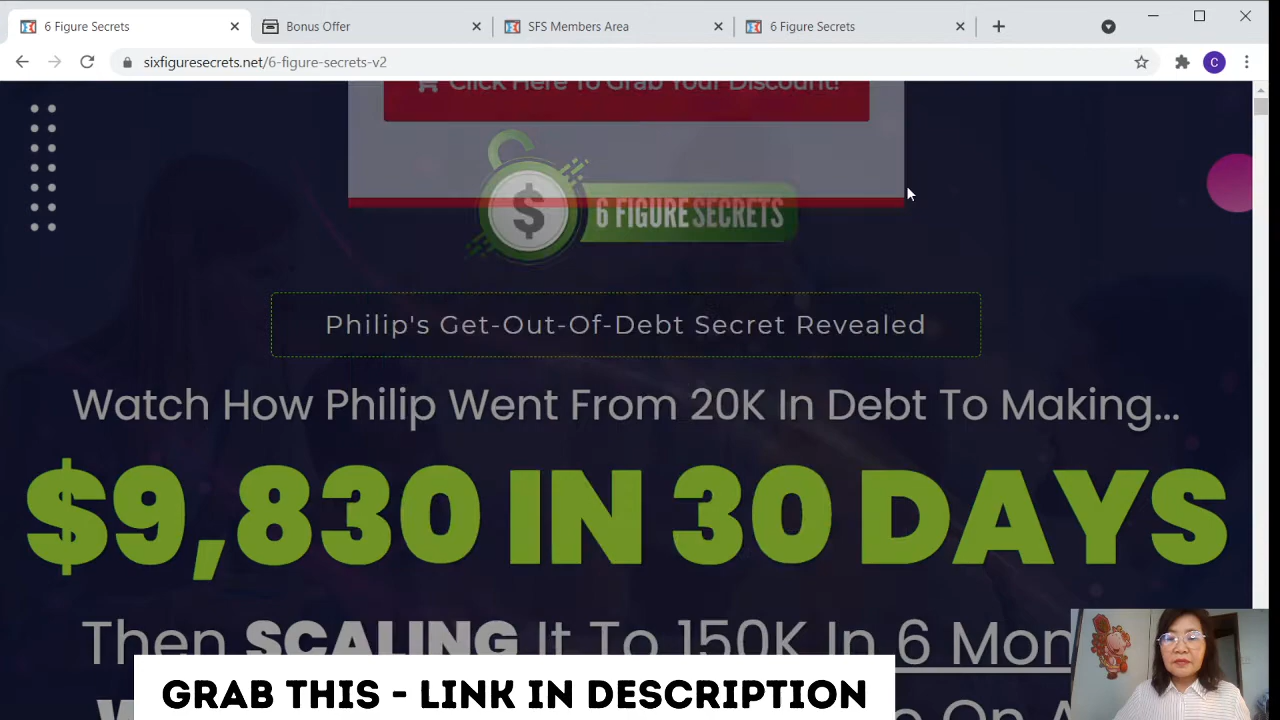 6 Figure Secrets
Bonus Offer
SFS Members Area
6 Figure Secrets
sixfiguresecrets.net/6-figure-secrets-v2
C
Click Here To Grab Your Discount!
$ 6 FIGURE SECRETS
Philip's Get-Out-Of-Debt Secret Revealed
Watch How Philip Went From 20K In Debt To Making...
$9,830 IN 30 DAYS
Then SCALING It To 150K In 6 Mon
GRAB THIS - LINK IN DESCRIPTION